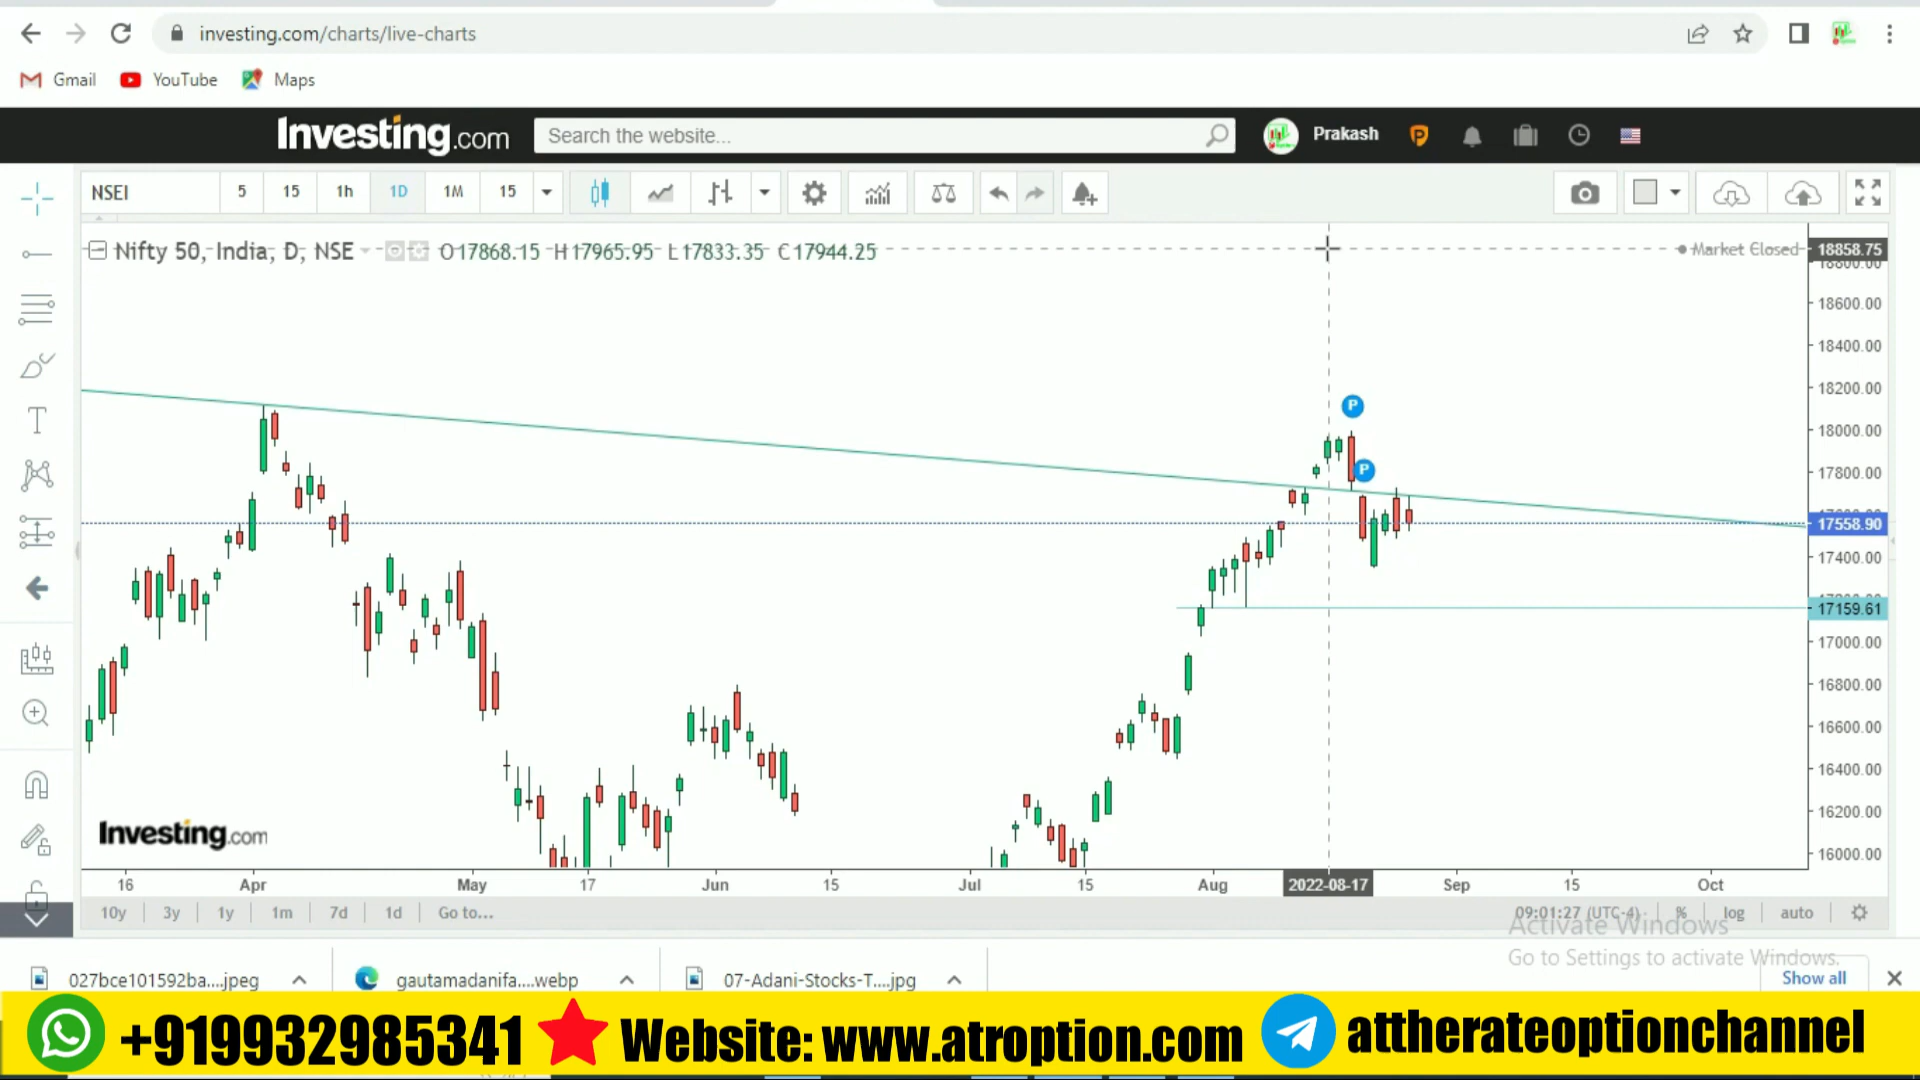 investing.com/charts/live-charts
Gmail YouTube Maps
Investing.com Search the website... Prakash P
NSEI 5 15 1h 1D 1M 15
Nifty 50, India, D, NSE O17868.15 H17965.95 L17833.35 C17944.25 Market Closed 18858.75
18800.00
18600.00
18400.00
18200.00
P
18000.00
P
17800.00
17558.90
17400.00
17159.61
17000.00
16800.00
16600.00
16400.00
16200.00
Investing.com
16000.00
16 Apr May 17 Jun 15 Jul 15 Aug 2022-08-17 Sep 15 Oct
10y 3y 1y 1m 7d 1d Go to... 09:01:27 (UTC-4) % log auto
Activate Windows
Go to Settings to activate Windows.
027bce101592ba....jpeg gautamadanifa....webp 07-Adani-Stocks-T....jpg Show all
+919932985341 Website: www.atroption.com attherateoptionchannel